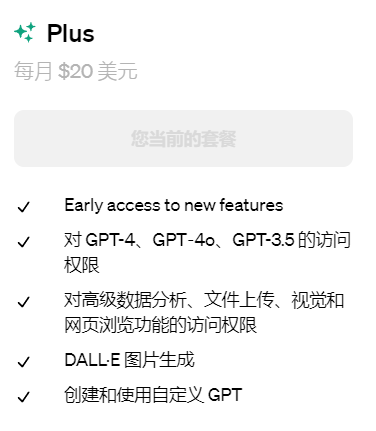 Plus
每月 $20 美元
您当前的套餐
Early access to new features
对 GPT-4、GPT-4o、GPT-3.5 的访问
权限
对高级数据分析、文件上传、视觉和
网页浏览功能的访问权限
DALL·E 图片生成
创建和使用自定义 GPT